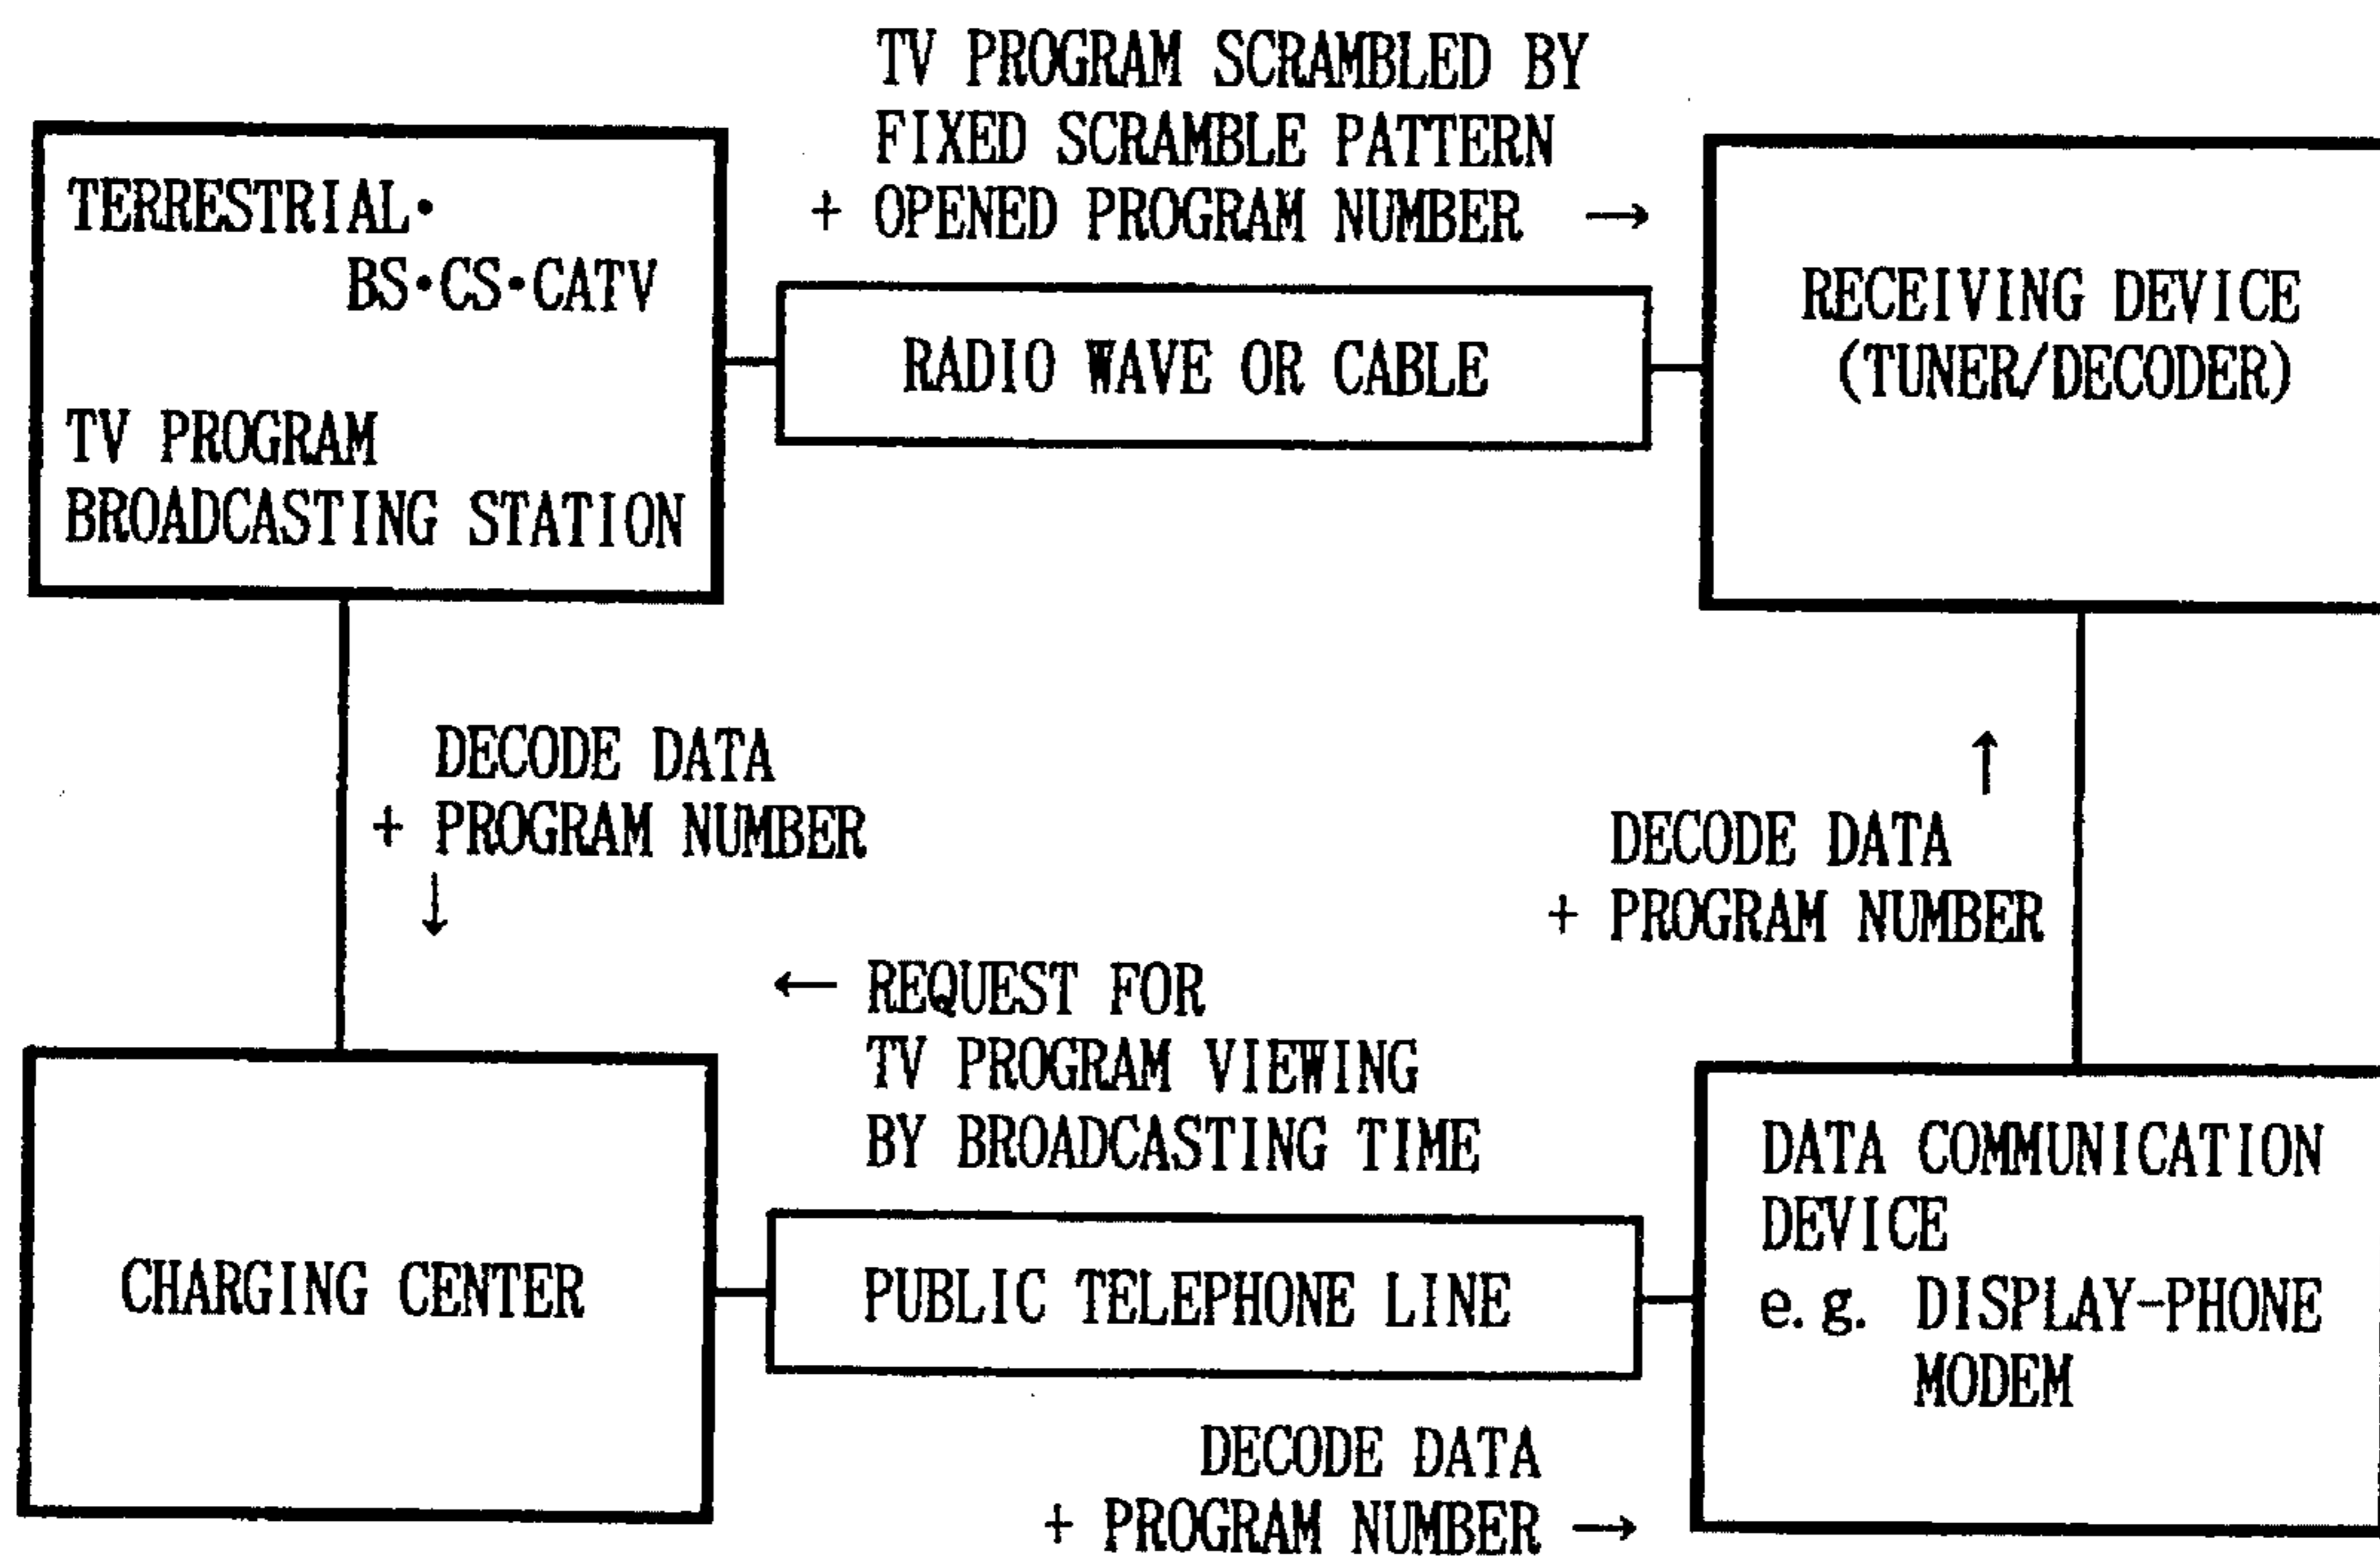 TV PROGRAM SCRAMBLED BY
FIXED SCRAMBLE PATTERN
+ OPENED PROGRAM NUMBER →
TERRESTRIAL・
BS・CS・CATV
TV PROGRAM
BROADCASTING STATION
RADIO WAVE OR CABLE
RECEIVING DEVICE
(TUNER/DECODER)
DECODE DATA
+ PROGRAM NUMBER
↓
↑
DECODE DATA
+ PROGRAM NUMBER
← REQUEST FOR
TV PROGRAM VIEWING
BY BROADCASTING TIME
CHARGING CENTER
PUBLIC TELEPHONE LINE
DATA COMMUNICATION
DEVICE
e.g. DISPLAY-PHONE
MODEM
DECODE DATA
+ PROGRAM NUMBER →